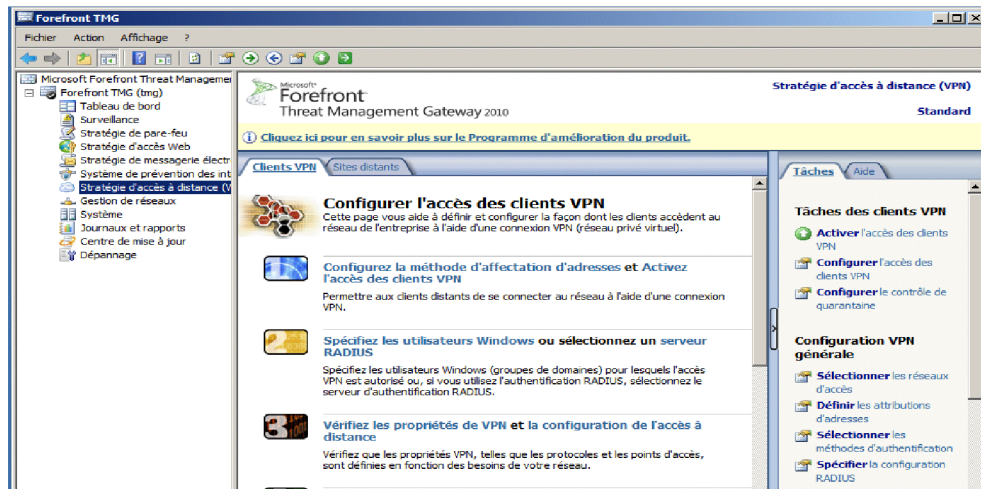 Forefront TMG
Fichier Action Affichage ?
Microsoft Forefront Threat Managemer
Forefront TMG (tmg)
Tableau de bord
Surveillance
Stratégie de pare-feu
Stratégie d'accès Web
Stratégie de messagerie électr
Système de prévention des int
Stratégie d'accès à distance (V
Gestion de réseaux
Système
Journaux et rapports
Centre de mise à jour
Dépannage
Microsoft
Forefront
Threat Management Gateway 2010
Stratégie d'accès à distance (VPN)
Standard
Cliquez ici pour en savoir plus sur le Programme d'amélioration du produit.
Clients VPN
Sites distants
Configurer l'accès des clients VPN
Cette page vous aide à définir et configurer la façon dont les clients accèdent au
réseau de l'entreprise à l'aide d'une connexion VPN (réseau privé virtuel).
Configurez la méthode d'affectation d'adresses et Activez
l'accès des clients VPN
Permettre aux clients distants de se connecter au réseau à l'aide d'une connexion
VPN.
2
Spécifiez les utilisateurs Windows ou sélectionnez un serveur
RADIUS
Spécifiez les utilisateurs Windows (groupes de domaines) pour lesquels l'accès
VPN est autorisé ou, si vous utilisez l'authentification RADIUS, sélectionnez le
serveur d'authentification RADIUS.
3
Vérifiez les propriétés de VPN et la configuration de l'accès à
distance
Vérifiez que les propriétés VPN, telles que les protocoles et les points d'accès,
sont définies en fonction des besoins de votre réseau.
Tâches
Aide
Tâches des clients VPN
Activer l'accès des clients
VPN
Configurer l'accès des
clients VPN
Configurer le contrôle de
quarantaine
Configuration VPN
générale
Sélectionner les réseaux
d'accès
Définir les attributions
d'adresses
Sélectionner les
méthodes d'authentification
Spécifier la configuration
RADIUS